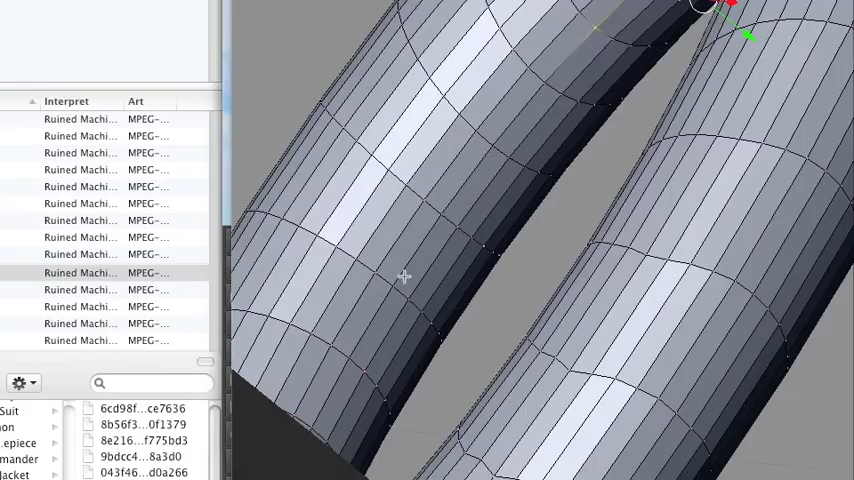 Interpret Art
Ruined Machi... MPEG-...
Ruined Machi... MPEG-...
Ruined Machi... MPEG-...
Ruined Machi... MPEG-...
Ruined Machi... MPEG-...
Ruined Machi... MPEG-...
Ruined Machi... MPEG-...
Ruined Machi... MPEG-...
Ruined Machi... MPEG-...
Ruined Machi... MPEG-...
Ruined Machi... MPEG-...
Ruined Machi... MPEG-...
Ruined Machi... MPEG-...
Ruined Machi... MPEG-...
Suit 6cd98f...ce7636
non 8b56f3...0f1379
.epiece 8e216...f775bd3
mander 9bdcc4...8a3d0
Jacket 043f46...d0a266